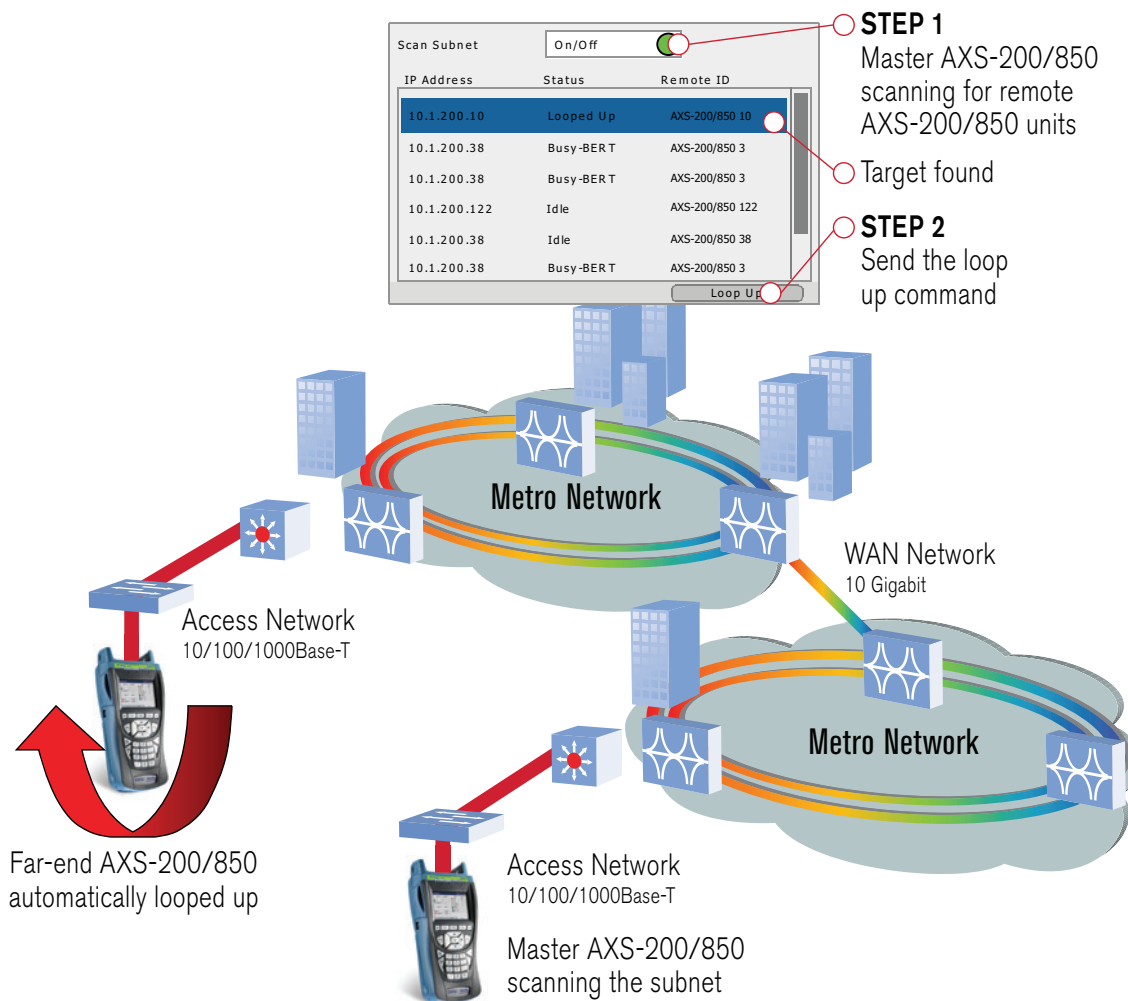 Scan Subnet
On/Off
IP Address Status Remote ID
10.1.200.10 Looped Up AXS-200/850 10
10.1.200.38 Busy-BERT AXS-200/850 3
10.1.200.38 Busy-BERT AXS-200/850 3
10.1.200.122 Idle AXS-200/850 122
10.1.200.38 Idle AXS-200/850 38
10.1.200.38 Busy-BERT AXS-200/850 3
Loop Up
STEP 1
Master AXS-200/850
scanning for remote
AXS-200/850 units
Target found
STEP 2
Send the loop
up command
Metro Network
WAN Network
10 Gigabit
Access Network
10/100/1000Base-T
Metro Network
Far-end AXS-200/850
automatically looped up
Access Network
10/100/1000Base-T
Master AXS-200/850
scanning the subnet